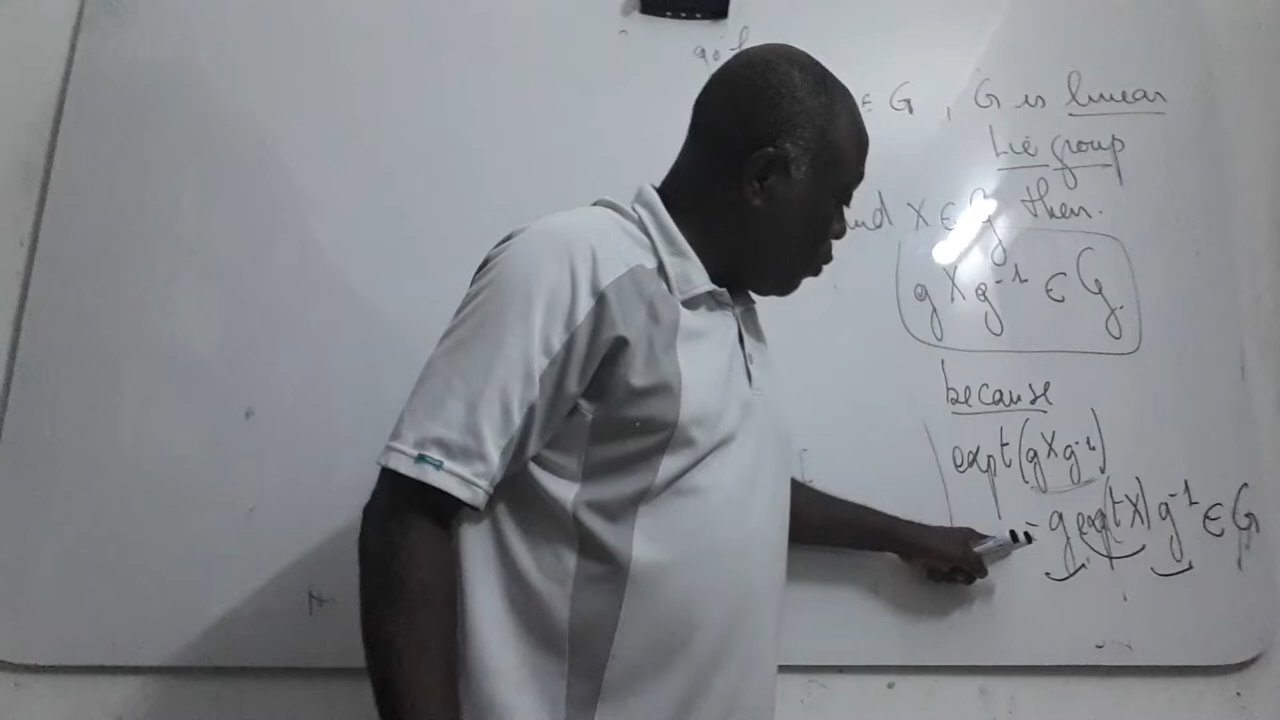 ∈ G , G is linear
Lie group
and X ∈ 𝔤 then
g X g⁻¹ ∈ 𝔤.
because
exp t(g X g⁻¹)
= g exp(tX) g⁻¹ ∈ G